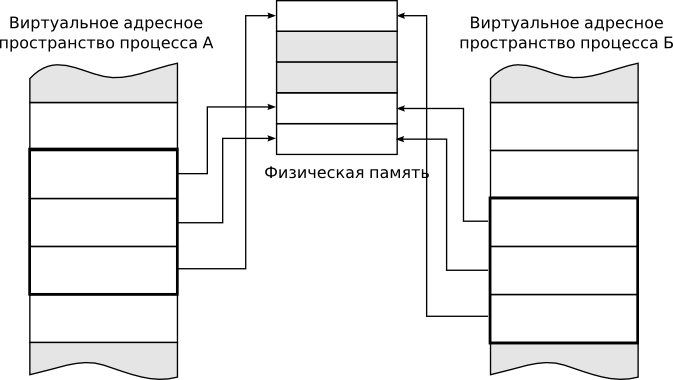 Виртуальное адресное
пространство процесса А
Виртуальное адресное
пространство процесса Б
Физическая память